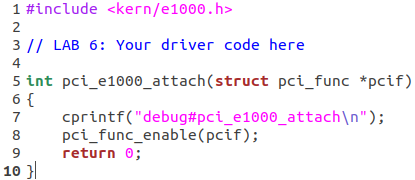 1 #include <kern/e1000.h>
2
3 // LAB 6: Your driver code here
4
5 int pci_e1000_attach(struct pci_func *pcif)
6 {
7     cprintf("debug#pci_e1000_attach\n");
8     pci_func_enable(pcif);
9     return 0;
10 }